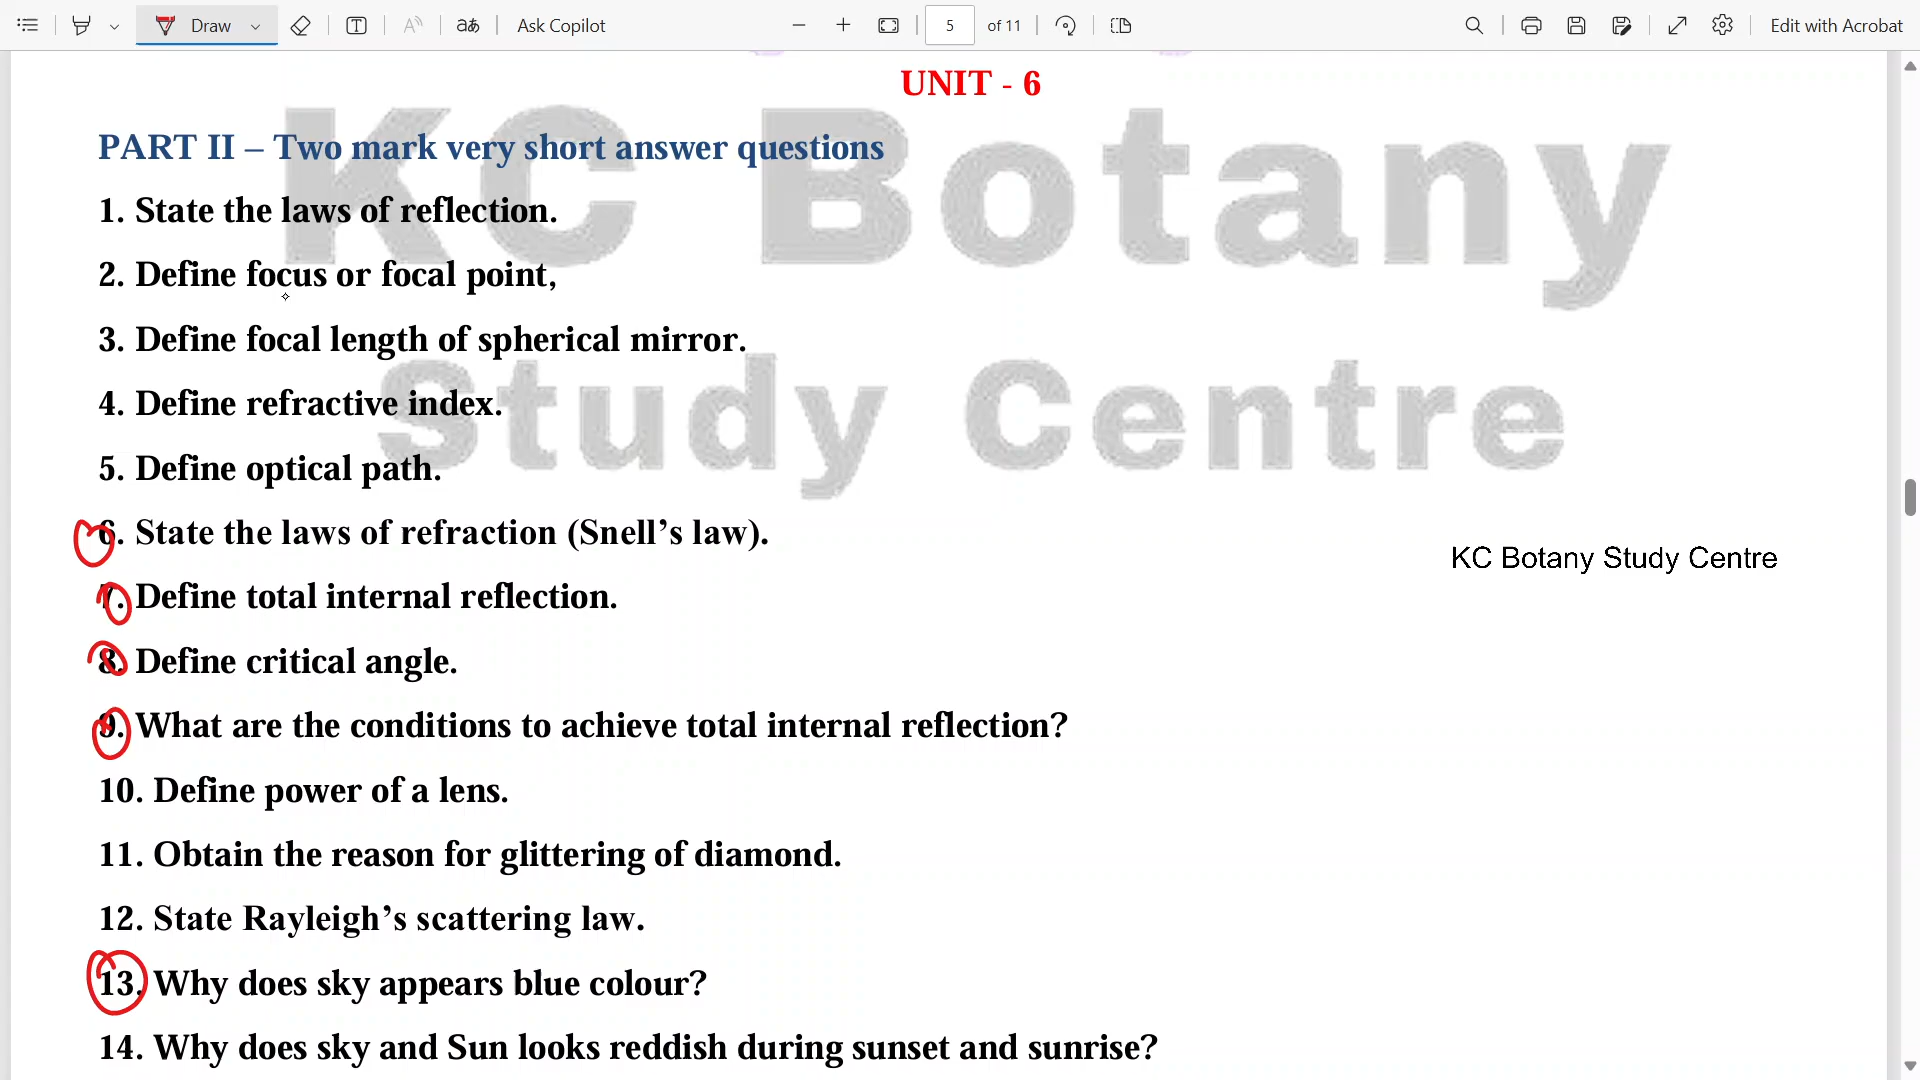 Draw
Ask Copilot
5 of 11
Edit with Acrobat
UNIT - 6
PART II – Two mark very short answer questions
1. State the laws of reflection.
2. Define focus or focal point,
3. Define focal length of spherical mirror.
4. Define refractive index.
5. Define optical path.
6. State the laws of refraction (Snell’s law).
KC Botany Study Centre
7. Define total internal reflection.
8. Define critical angle.
9. What are the conditions to achieve total internal reflection?
10. Define power of a lens.
11. Obtain the reason for glittering of diamond.
12. State Rayleigh’s scattering law.
13. Why does sky appears blue colour?
14. Why does sky and Sun looks reddish during sunset and sunrise?
KC Botany
Study Centre